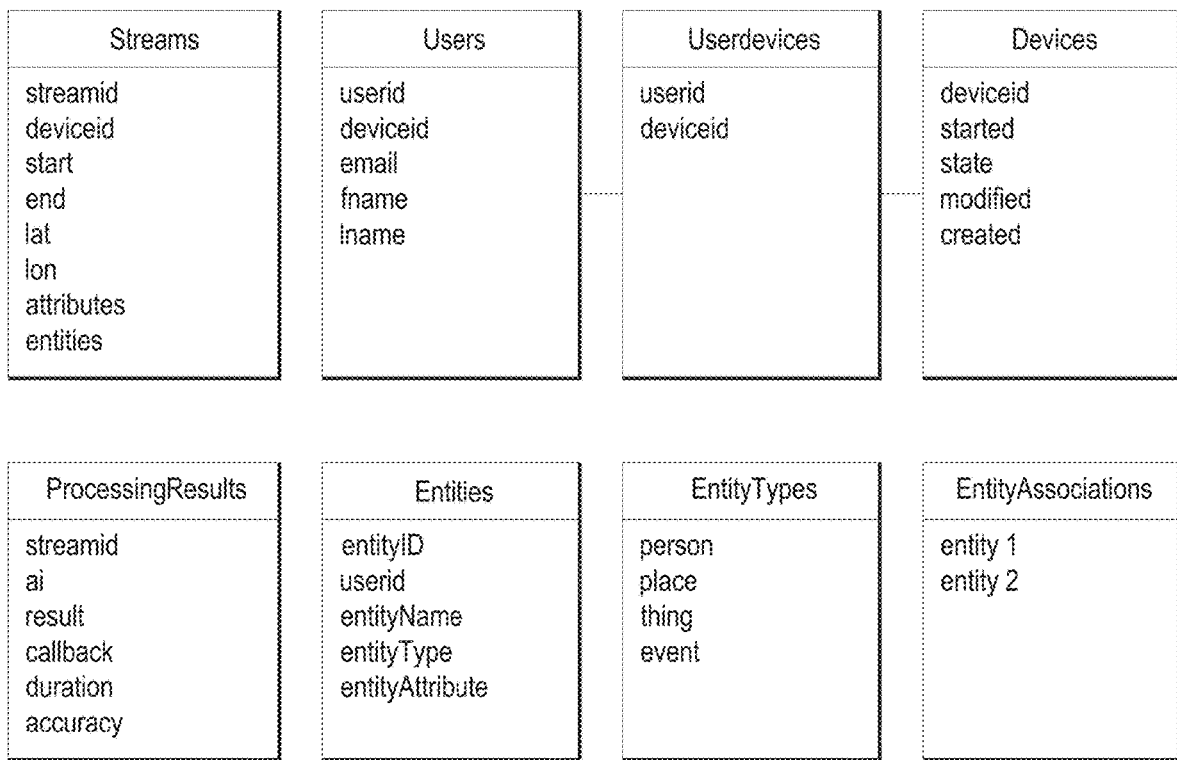 Streams
streamid
deviceid
start
end
lat
lon
attributes
entities
Users
userid
deviceid
email
fname
lname
Userdevices
userid
deviceid
Devices
deviceid
started
state
modified
created
ProcessingResults
streamid
ai
result
callback
duration
accuracy
Entities
entityID
userid
entityName
entityType
entityAttribute
EntityTypes
person
place
thing
event
EntityAssociations
entity 1
entity 2